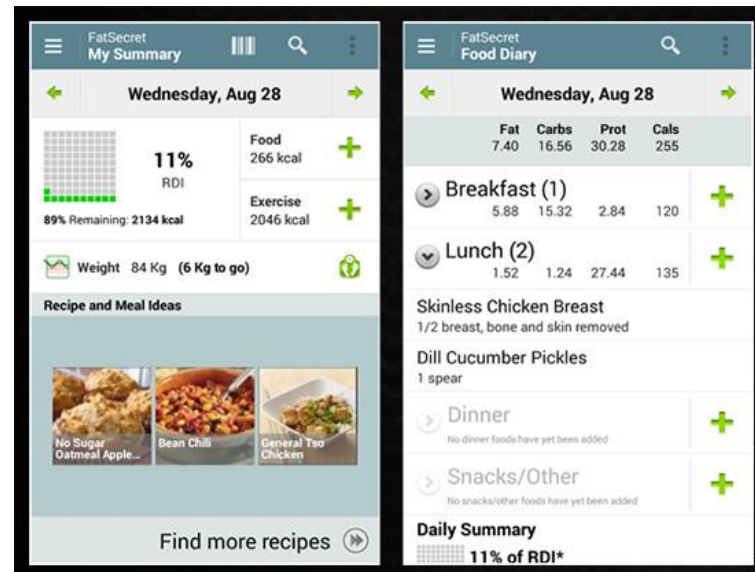 FatSecret
My Summary
Wednesday, Aug 28
11%
RDI
89% Remaining: 2134 kcal
Food
266 kcal
Exercise
2046 kcal
Weight 84 Kg (6 Kg to go)
Recipe and Meal Ideas
No Sugar
Oatmeal Apple...
Bean Chili
General Tso
Chicken
Find more recipes
FatSecret
Food Diary
Wednesday, Aug 28
Fat Carbs Prot Cals
7.40 16.56 30.28 255
Breakfast (1)
5.88 15.32 2.84 120
Lunch (2)
1.52 1.24 27.44 135
Skinless Chicken Breast
1/2 breast, bone and skin removed
Dill Cucumber Pickles
1 spear
Dinner
No dinner foods have yet been added
Snacks/Other
No snacks/other foods have yet been added
Daily Summary
11% of RDI*